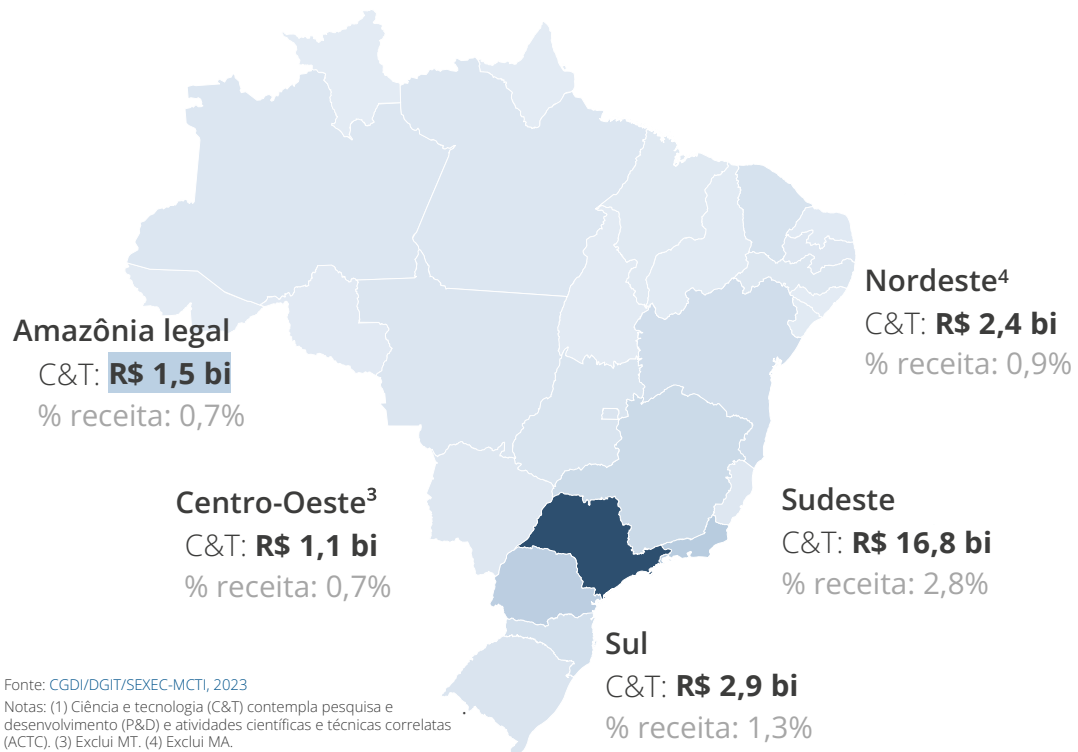 Nordeste⁴
C&T: R$ 2,4 bi
% receita: 0,9%
Amazônia legal
C&T: R$ 1,5 bi
% receita: 0,7%
Centro-Oeste³
C&T: R$ 1,1 bi
% receita: 0,7%
Sudeste
C&T: R$ 16,8 bi
% receita: 2,8%
Sul
C&T: R$ 2,9 bi
% receita: 1,3%
Fonte: CGDI/DGIT/SEXEC-MCTI, 2023
Notas: (1) Ciência e tecnologia (C&T) contempla pesquisa e
desenvolvimento (P&D) e atividades científicas e técnicas correlatas
(ACTC). (3) Exclui MT. (4) Exclui MA.